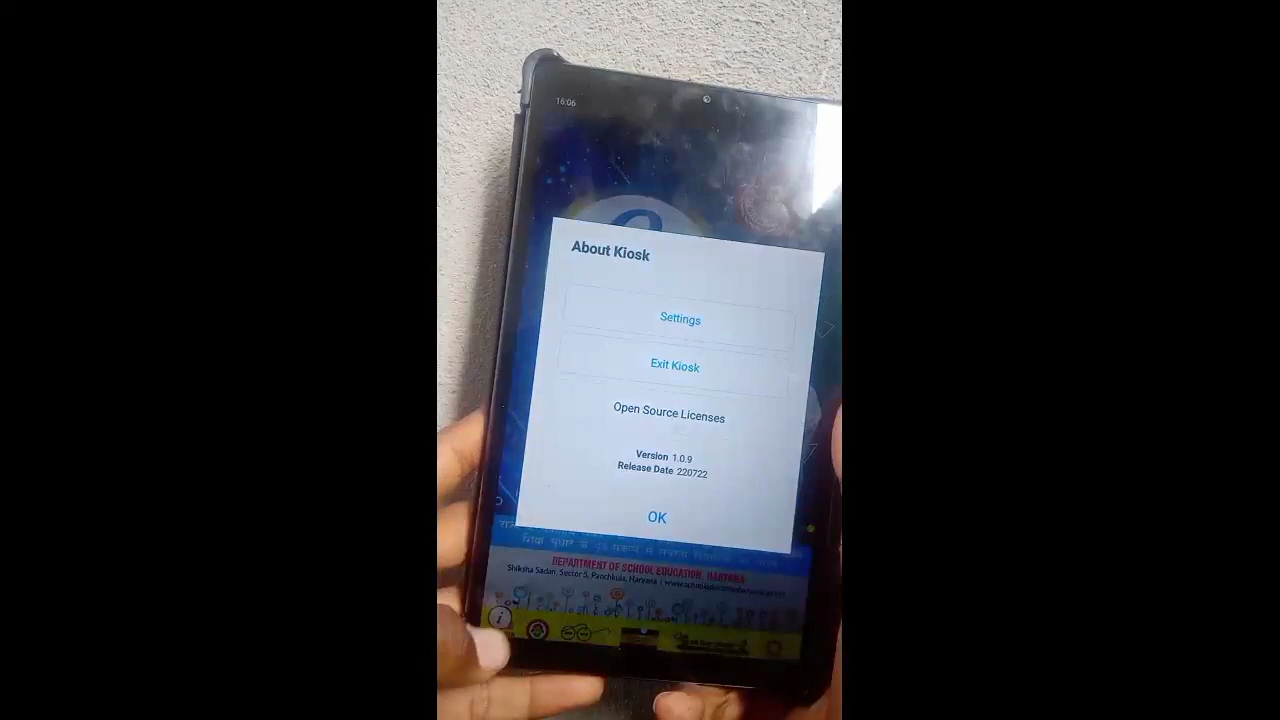 16:06
About Kiosk
Settings
Exit Kiosk
Open Source Licenses
Version 1.0.9
Release Date 220722
OK
DEPARTMENT OF SCHOOL EDUCATION, HARYANA
Shiksha Sadan, Sector 5, Panchkula, Haryana |